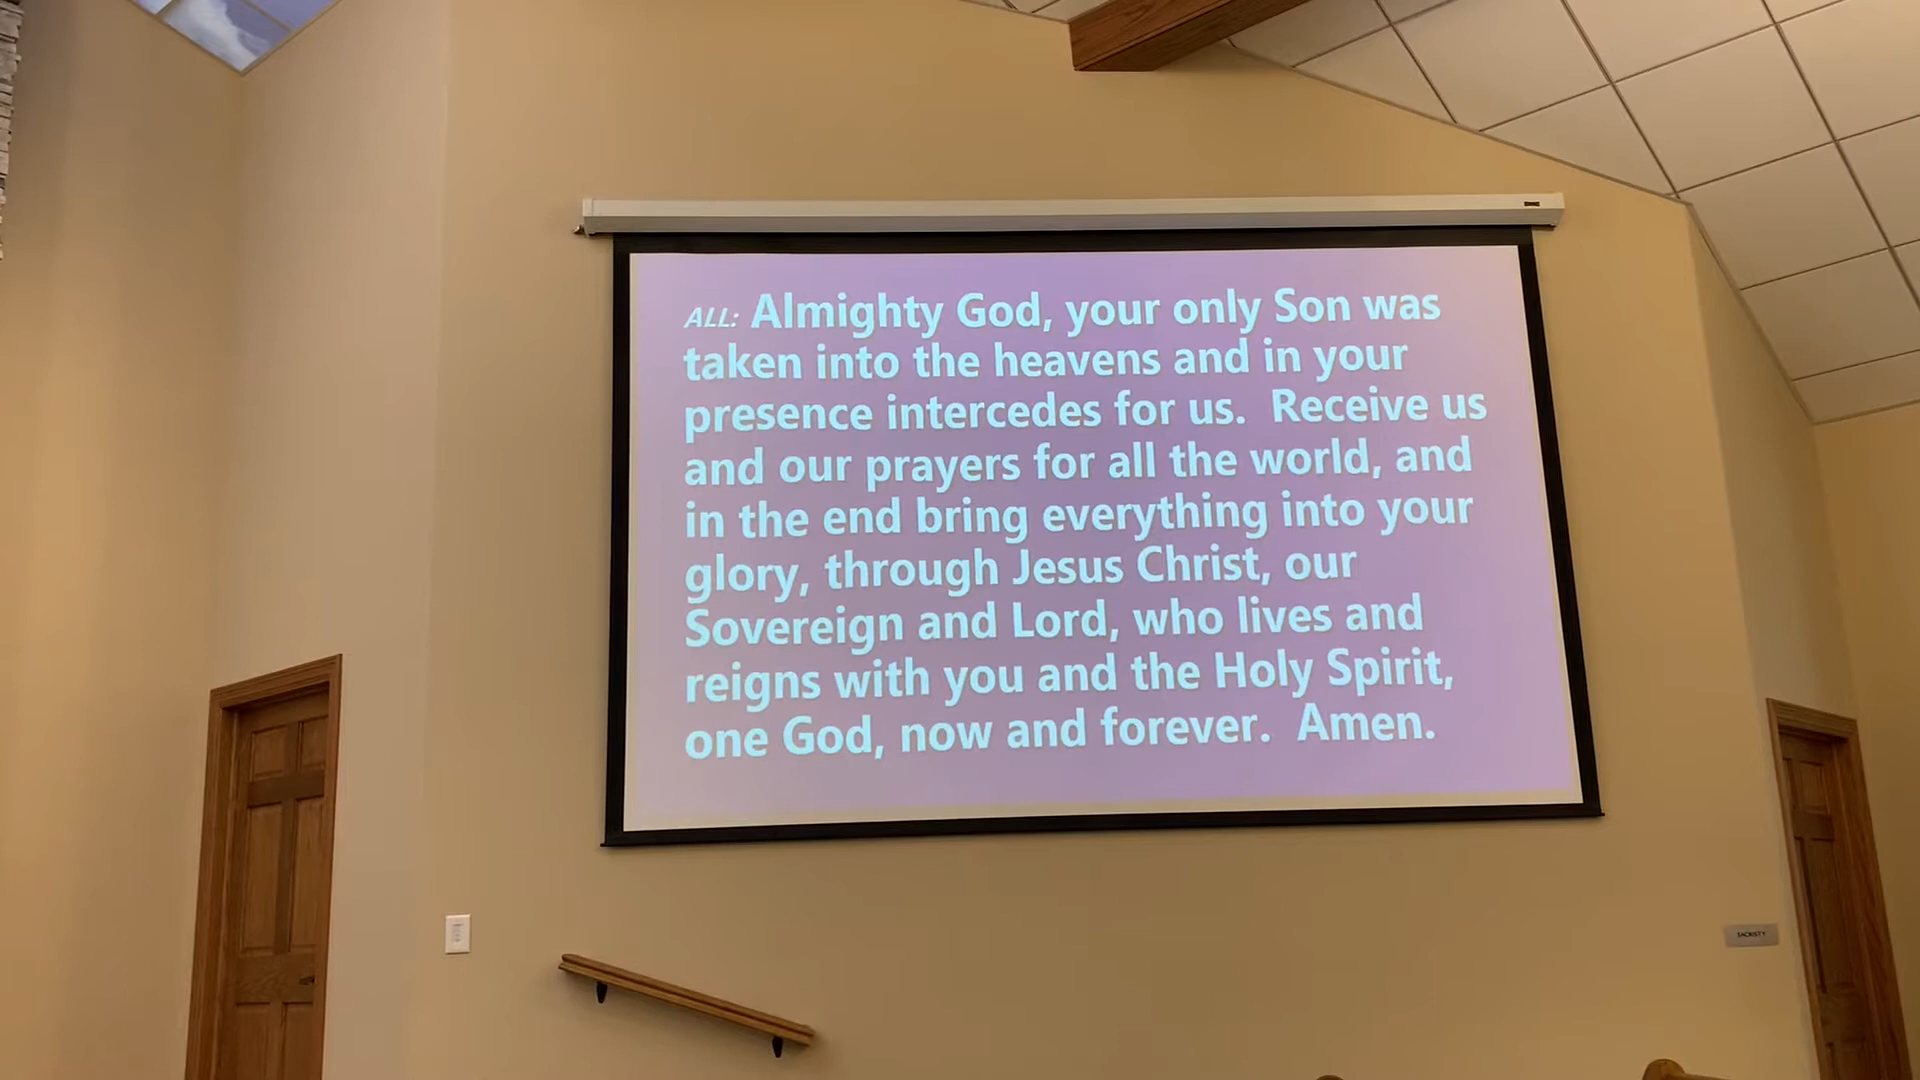 ALL: Almighty God, your only Son was
taken into the heavens and in your
presence intercedes for us.  Receive us
and our prayers for all the world, and
in the end bring everything into your
glory, through Jesus Christ, our
Sovereign and Lord, who lives and
reigns with you and the Holy Spirit,
one God, now and forever.  Amen.
SACRISTY